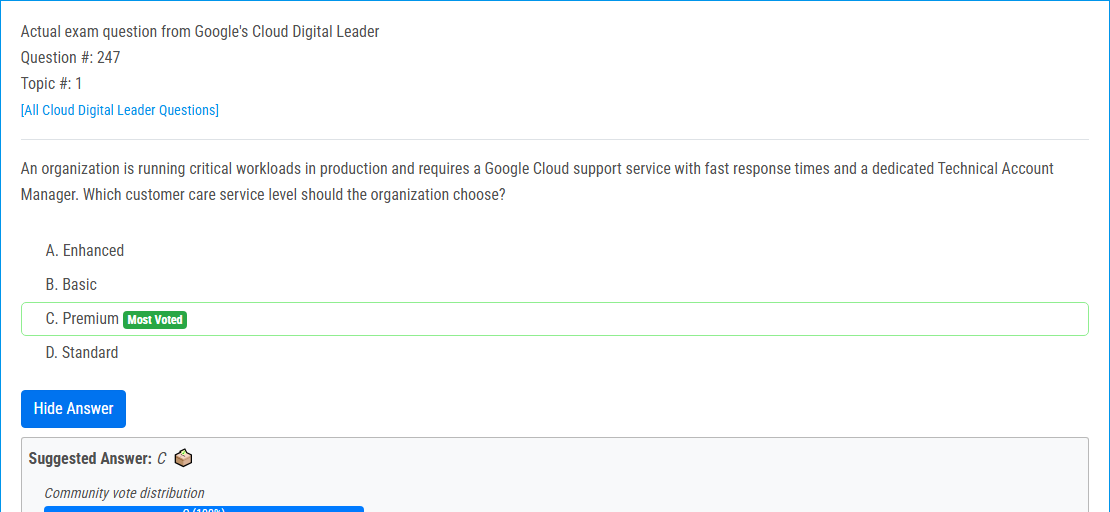 Actual exam question from Google's Cloud Digital Leader
Question #: 247
Topic #: 1
[All Cloud Digital Leader Questions]
An organization is running critical workloads in production and requires a Google Cloud support service with fast response times and a dedicated Technical Account
Manager. Which customer care service level should the organization choose?
A. Enhanced
B. Basic
C. Premium Most Voted
D. Standard
Hide Answer
Suggested Answer: C
Community vote distribution